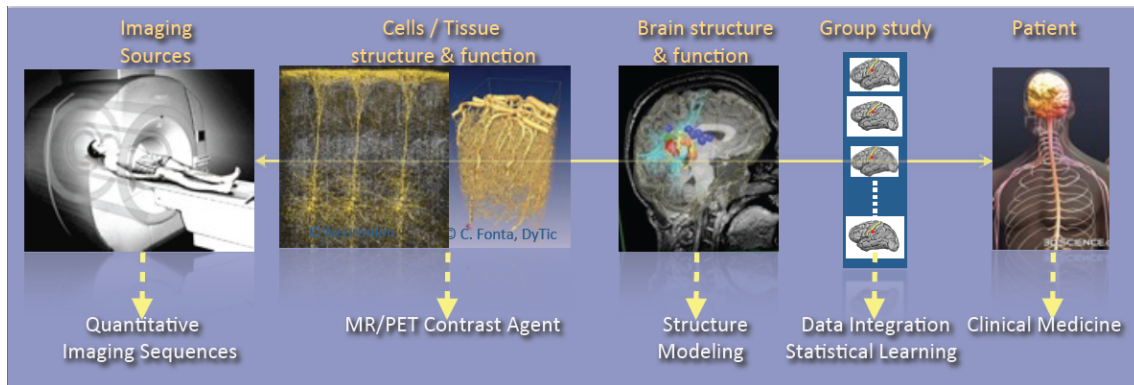 Imaging
Sources
Cells / Tissue
structure & function
Brain structure
& function
Group study
Patient
© C. Fonta, DyTic
3DSCIENCE.c
Quantitative
Imaging Sequences
MR/PET Contrast Agent
Structure
Modeling
Data Integration
Statistical Learning
Clinical Medicine